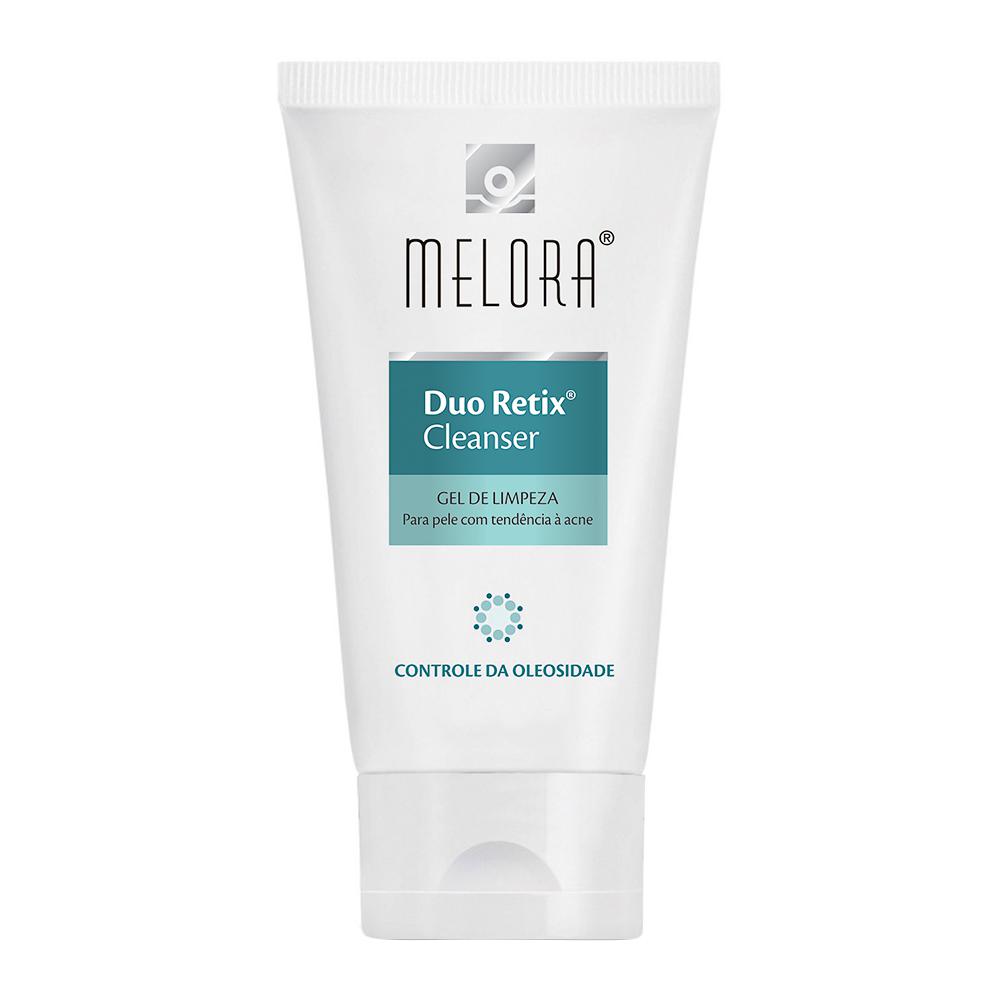 MELORA®
Duo Retix®
Cleanser
GEL DE LIMPEZA
Para pele com tendência à acne
CONTROLE DA OLEOSIDADE